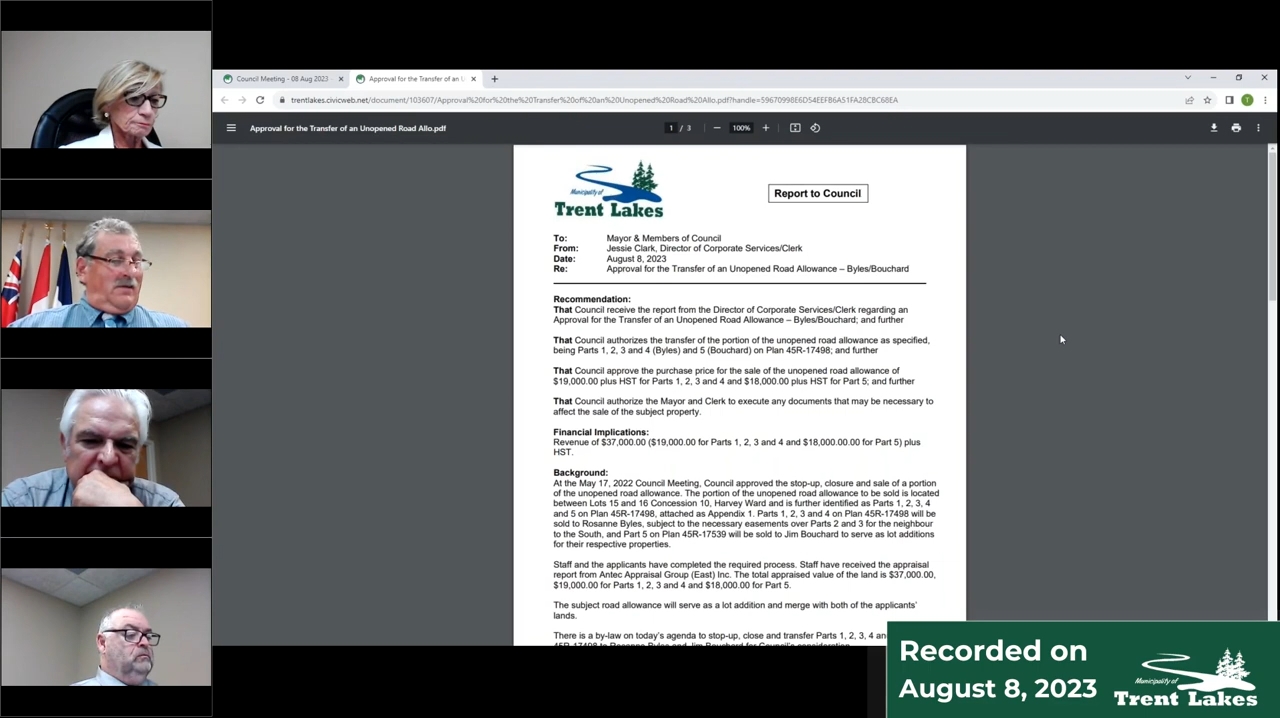 Council Meeting - 08 Aug 2023 -
Approval for the Transfer of an U
trentlakes.civicweb.net/document/103607/Approval%20for%20the%20Transfer%20of%20an%20Unopened%20Road%20Allo.pdf?handle=59670998E6D54EEFB6A51FA28CBC68EA
Approval for the Transfer of an Unopened Road Allo.pdf
1 / 3
100%
T
Municipality of
Trent Lakes
Report to Council
To: Mayor & Members of Council
From: Jessie Clark, Director of Corporate Services/Clerk
Date: August 8, 2023
Re: Approval for the Transfer of an Unopened Road Allowance – Byles/Bouchard
Recommendation:
That Council receive the report from the Director of Corporate Services/Clerk regarding an
Approval for the Transfer of an Unopened Road Allowance – Byles/Bouchard; and further
That Council authorizes the transfer of the portion of the unopened road allowance as specified,
being Parts 1, 2, 3 and 4 (Byles) and 5 (Bouchard) on Plan 45R-17498; and further
That Council approve the purchase price for the sale of the unopened road allowance of
$19,000.00 plus HST for Parts 1, 2, 3 and 4 and $18,000.00 plus HST for Part 5; and further
That Council authorize the Mayor and Clerk to execute any documents that may be necessary to
affect the sale of the subject property.
Financial Implications:
Revenue of $37,000.00 ($19,000.00 for Parts 1, 2, 3 and 4 and $18,000.00.00 for Part 5) plus
HST.
Background:
At the May 17, 2022 Council Meeting, Council approved the stop-up, closure and sale of a portion
of the unopened road allowance. The portion of the unopened road allowance to be sold is located
between Lots 15 and 16 Concession 10, Harvey Ward and is further identified as Parts 1, 2, 3, 4
and 5 on Plan 45R-17498, attached as Appendix 1. Parts 1, 2, 3 and 4 on Plan 45R-17498 will be
sold to Rosanne Byles, subject to the necessary easements over Parts 2 and 3 for the neighbour
to the South, and Part 5 on Plan 45R-17539 will be sold to Jim Bouchard to serve as lot additions
for their respective properties.
Staff and the applicants have completed the required process. Staff have received the appraisal
report from Antec Appraisal Group (East) Inc. The total appraised value of the land is $37,000.00,
$19,000 for Parts 1, 2, 3 and 4 and $18,000.00 for Part 5.
The subject road allowance will serve as a lot addition and merge with both of the applicants'
lands.
There is a by-law on today's agenda to stop-up, close and transfer Parts 1, 2, 3, 4 an
45R-17498 to Rosanne Byles and Jim Bouchard for Council's consideration.
Recorded on
August 8, 2023
Municipality of
Trent Lakes